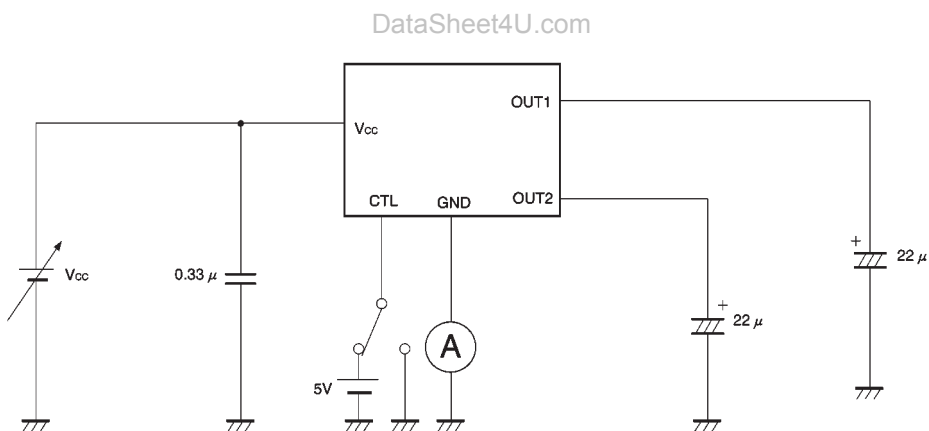 DataSheet4U.com
OUT1
Vcc
CTL
GND
OUT2
Vcc
0.33 μ
A
5V
22 μ
22 μ